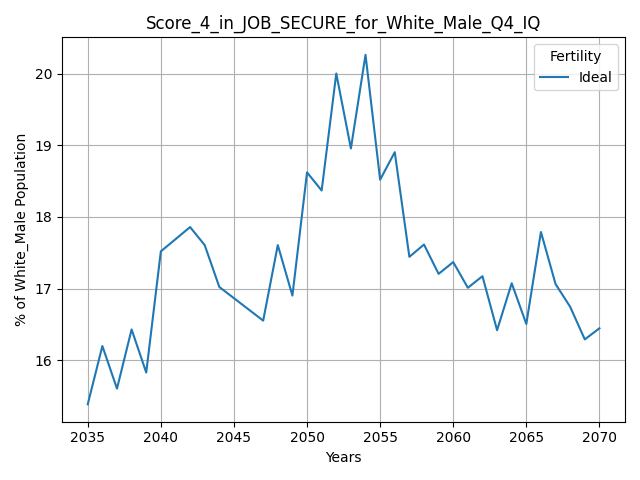 Score_4_in_JOB_SECURE_for_White_Male_Q4_IQ
Fertility
Ideal
% of White_Male Population
20
19
18
17
16
2035 2040 2045 2050 2055 2060 2065 2070
Years